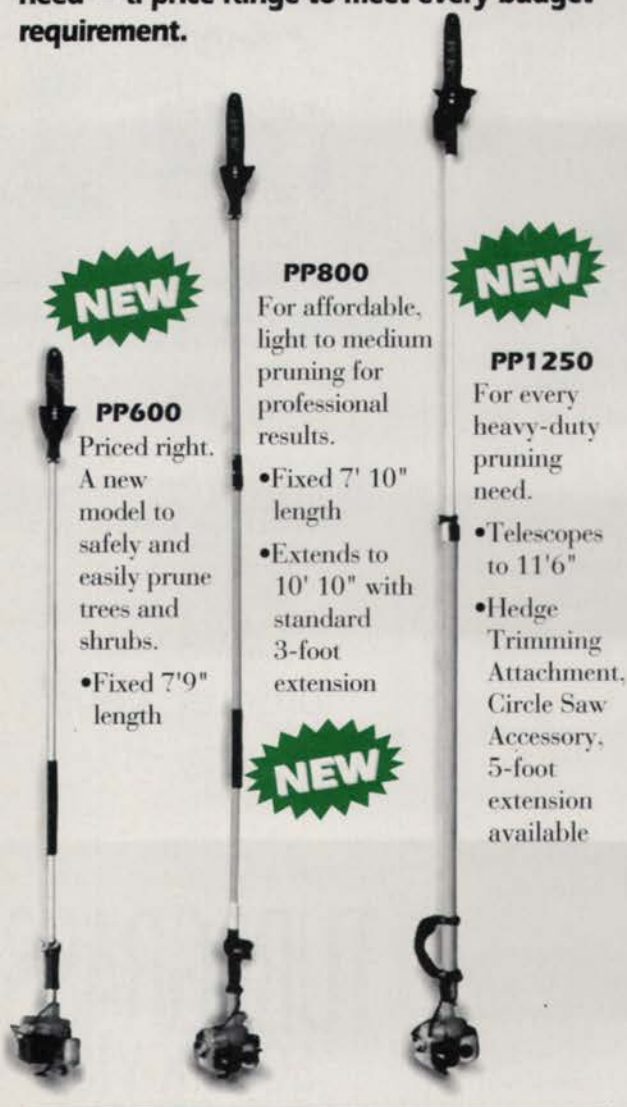 need — a price range to meet every budget
requirement.
NEW
PP600
Priced right.
A new
model to
safely and
easily prune
trees and
shrubs.
•Fixed 7'9"
length
PP800
For affordable,
light to medium
pruning for
professional
results.
•Fixed 7' 10"
length
•Extends to
10' 10" with
standard
3-foot
extension
NEW
NEW
PP1250
For every
heavy-duty
pruning
need.
•Telescopes
to 11'6"
•Hedge
Trimming
Attachment,
Circle Saw
Accessory,
5-foot
extension
available